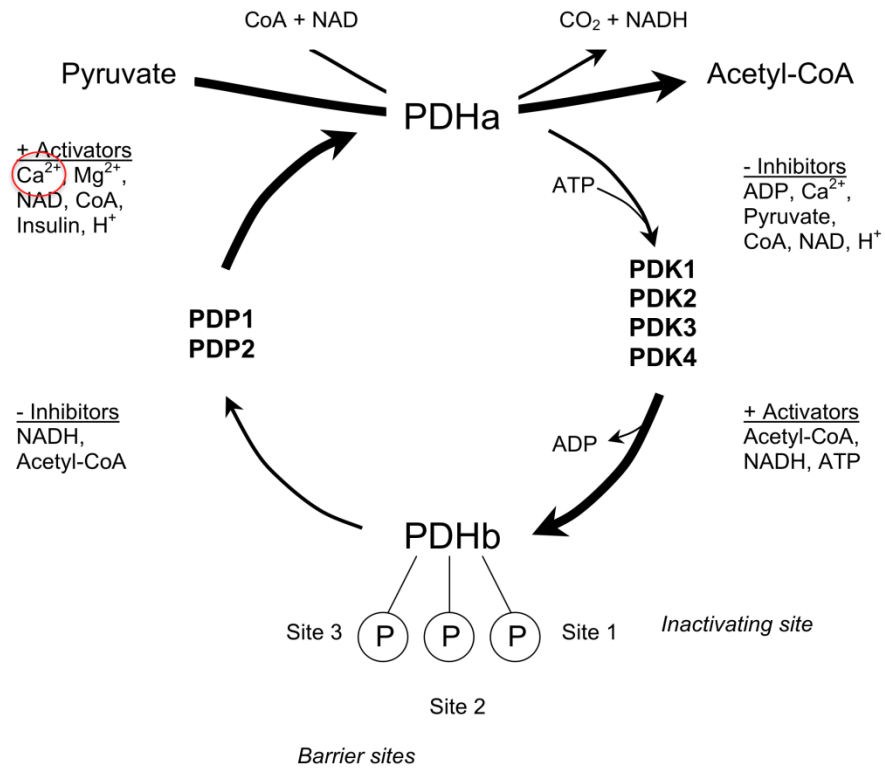 CoA + NAD
CO₂ + NADH
Pyruvate
Acetyl-CoA
PDHa
+ Activators
Ca²⁺, Mg²⁺,
NAD, CoA,
Insulin, H⁺
ATP
- Inhibitors
ADP, Ca²⁺,
Pyruvate,
CoA, NAD, H⁺
PDK1
PDK2
PDK3
PDK4
PDP1
PDP2
- Inhibitors
NADH,
Acetyl-CoA
ADP
+ Activators
Acetyl-CoA,
NADH, ATP
PDHb
Site 3
P
P
P
Site 1
Inactivating site
Site 2
Barrier sites